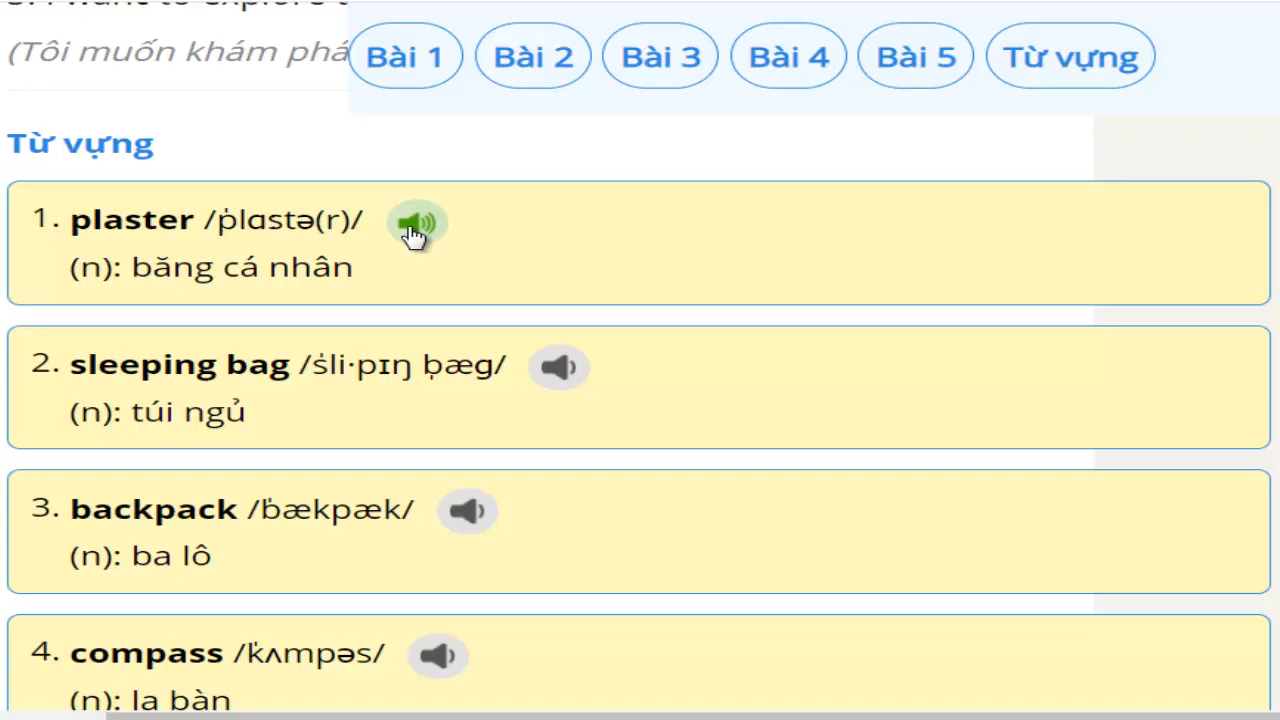 (Tôi muốn khám phá
Bài 1 Bài 2 Bài 3 Bài 4 Bài 5 Từ vựng
Từ vựng
1. plaster /ˈplɑstə(r)/
(n): băng cá nhân
2. sleeping bag /ˈsli·pɪŋ ˌbæɡ/
(n): túi ngủ
3. backpack /ˈbækpæk/
(n): ba lô
4. compass /ˈkʌmpəs/
(n): la bàn